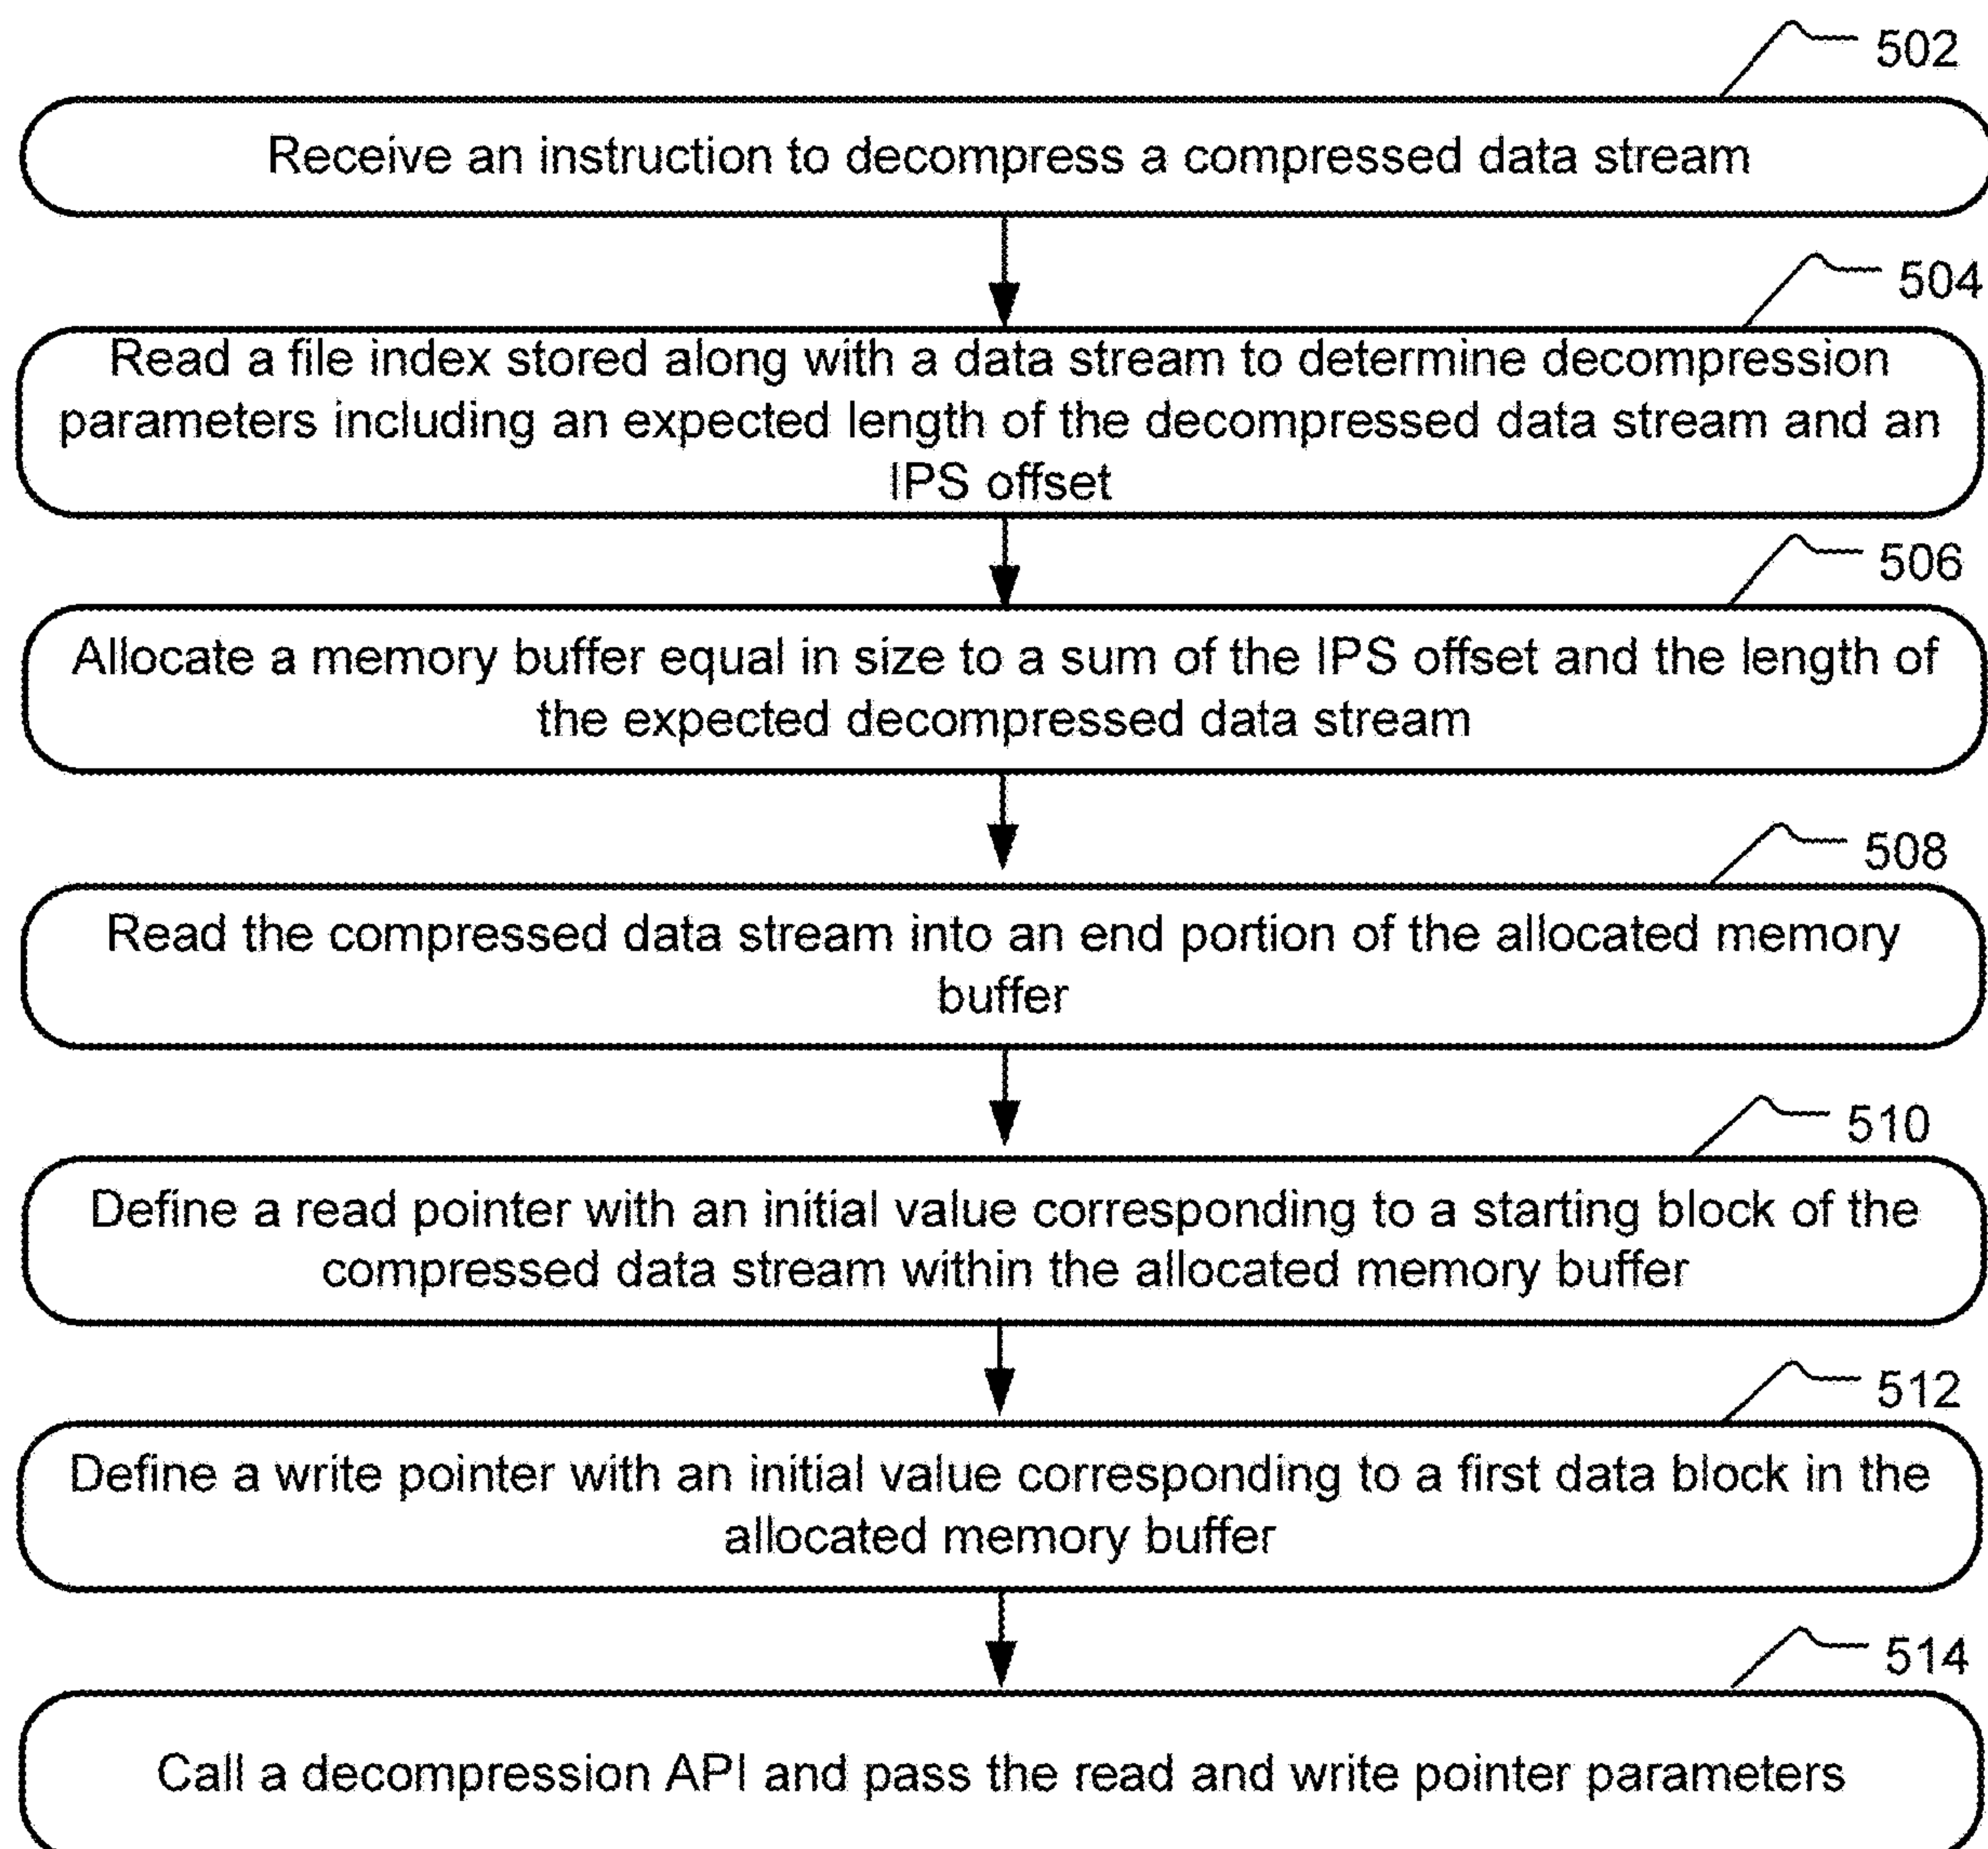 502
Receive an instruction to decompress a compressed data stream
504
Read a file index stored along with a data stream to determine decompression
parameters including an expected length of the decompressed data stream and an
IPS offset
506
Allocate a memory buffer equal in size to a sum of the IPS offset and the length of
the expected decompressed data stream
508
Read the compressed data stream into an end portion of the allocated memory
buffer
510
Define a read pointer with an initial value corresponding to a starting block of the
compressed data stream within the allocated memory buffer
512
Define a write pointer with an initial value corresponding to a first data block in the
allocated memory buffer
514
Call a decompression API and pass the read and write pointer parameters